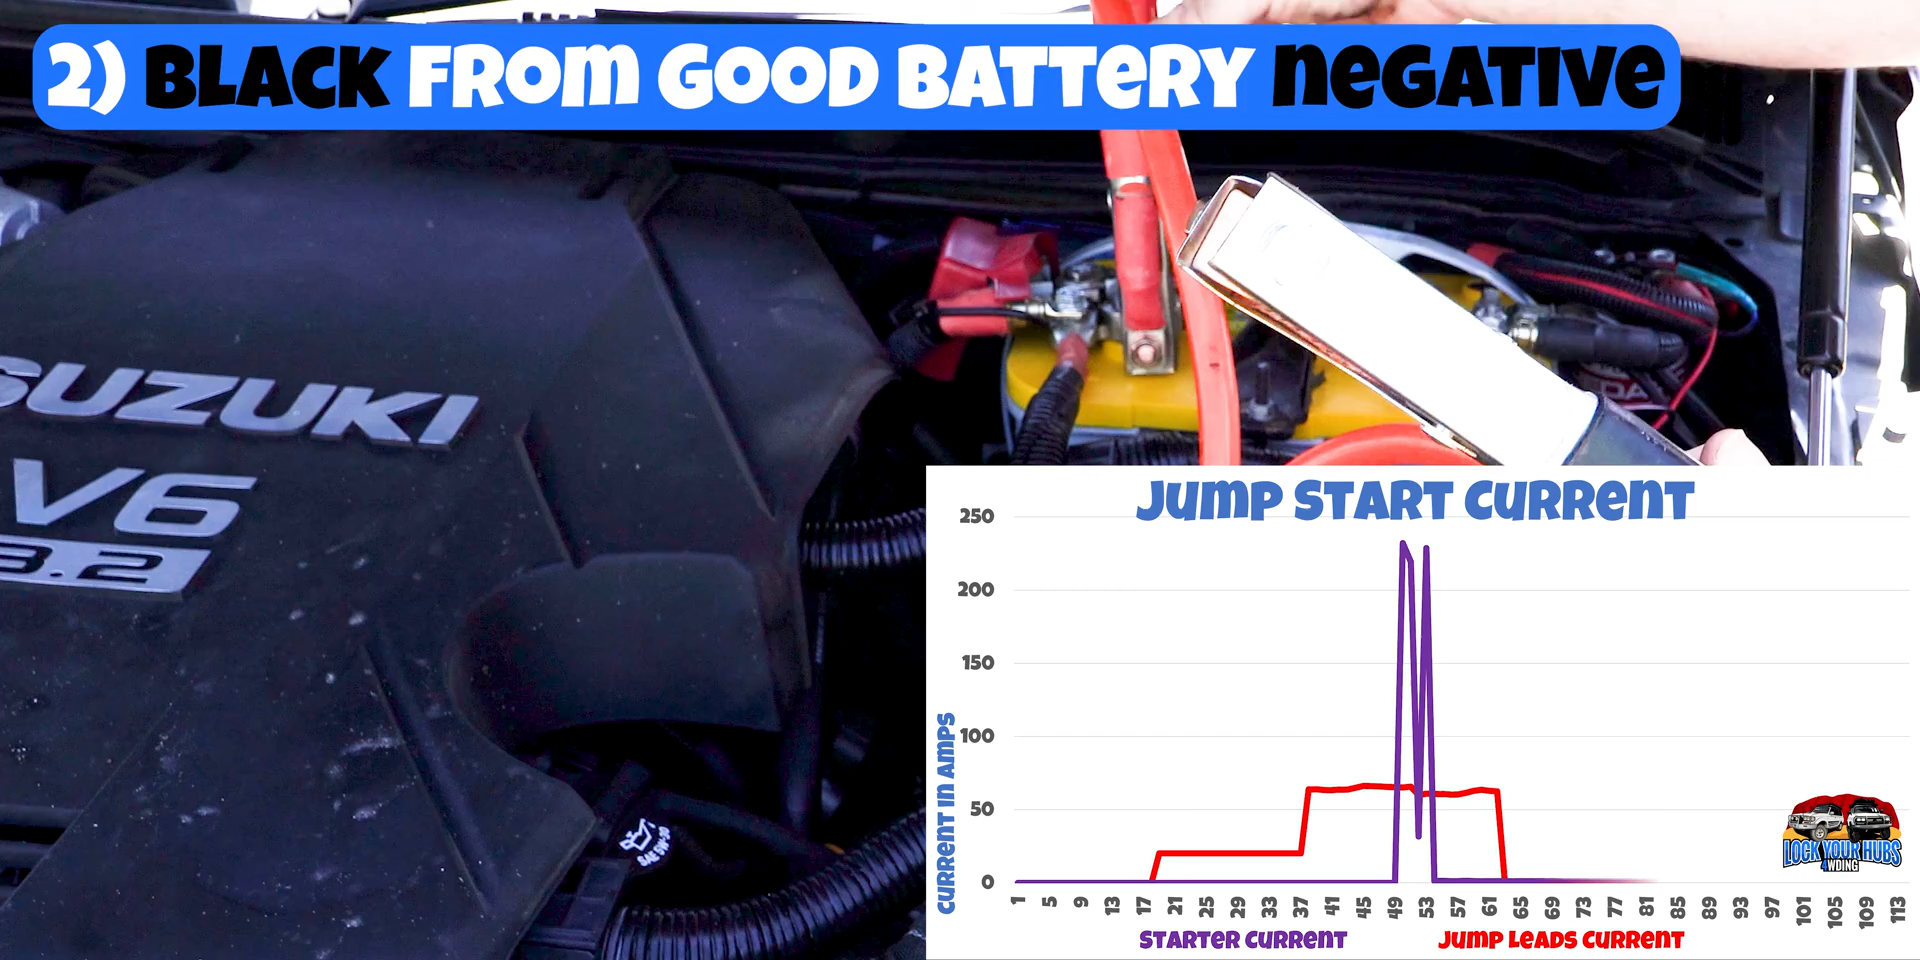 2) BLACK FROM GOOD BATTERY NEGATIVE
SUZUKI
V6
3.2
SAE 5W-30
JUMP START CURRENT
CURRENT IN AMPS
250
200
150
100
50
0
1 5 9 13 17 21 25 29 33 37 41 45 49 53 57 61 65 69 73 77 81 85 89 93 97 101 105 109 113
STARTER CURRENT JUMP LEADS CURRENT
LOCK YOUR HUBS
4WDING